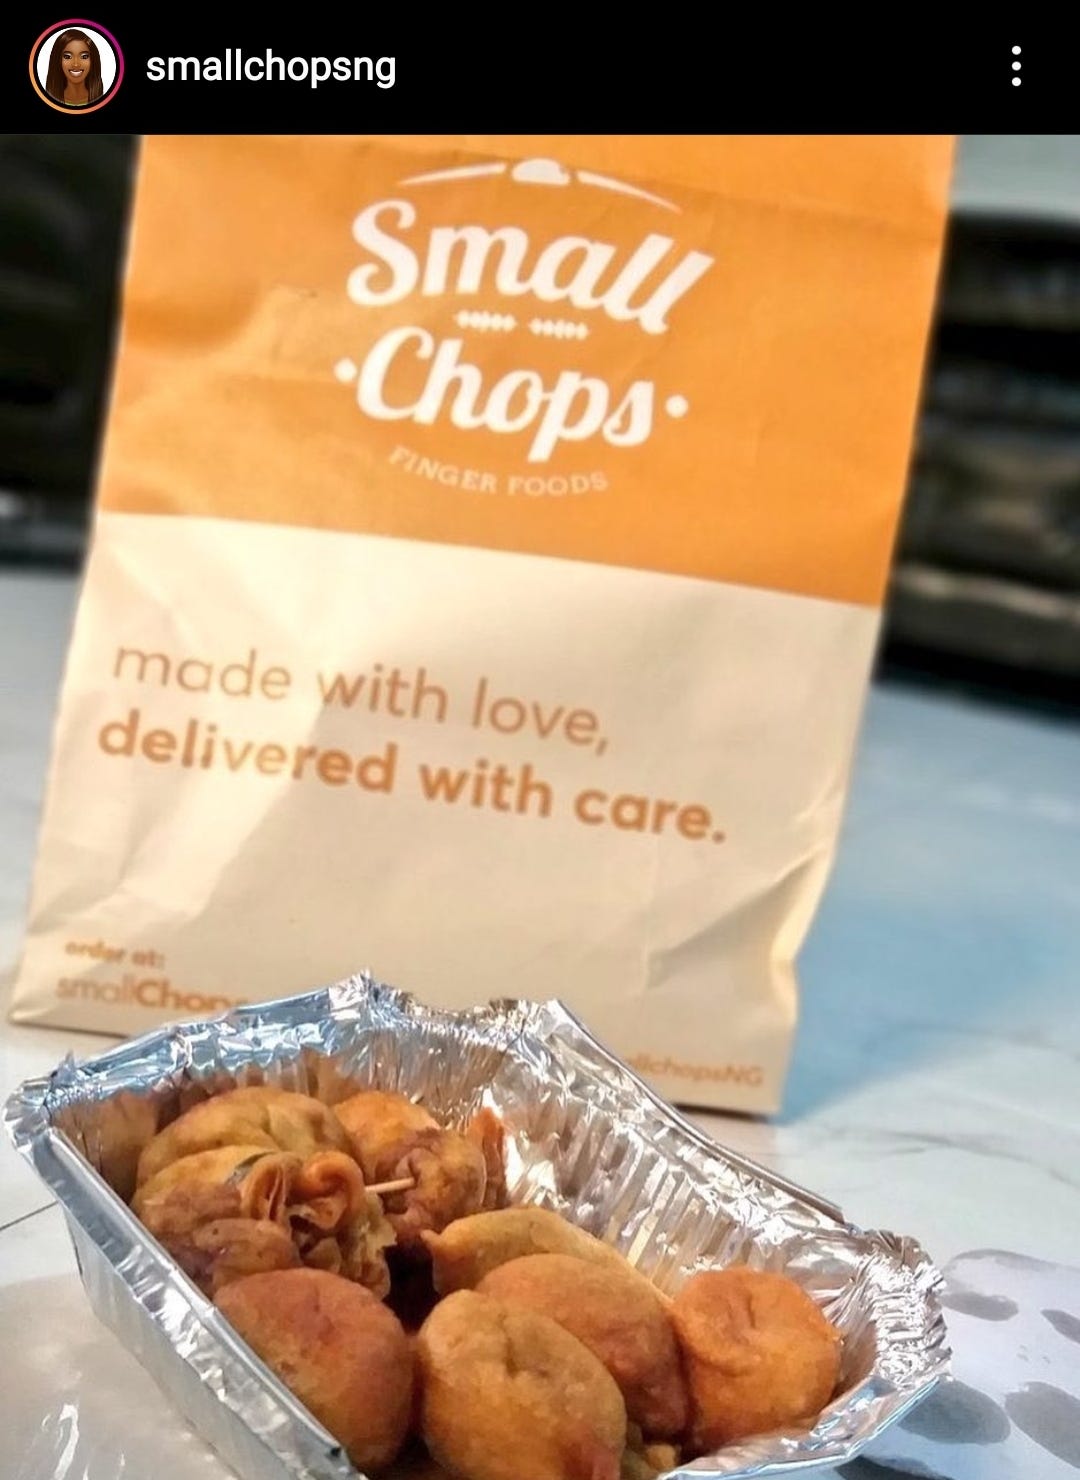 smallchopsng
Small
Chops
FINGER FOODS
made with love,
delivered with care.
order at: